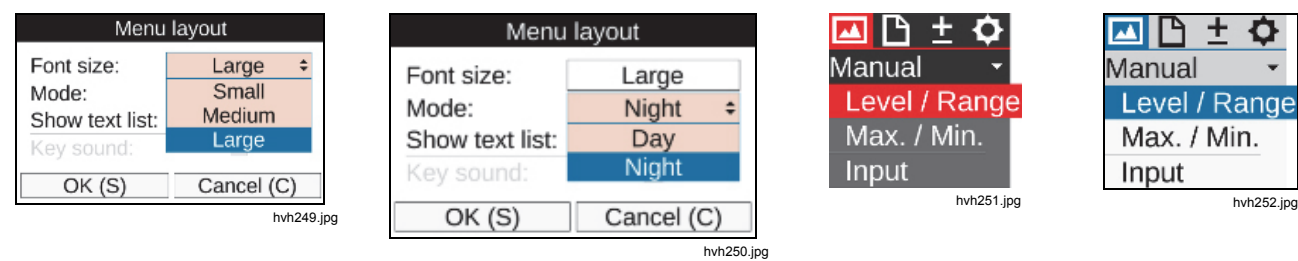 Menu layout
Font size: Large
Mode: Small
Show text list: Medium
Key sound: Large
OK (S) Cancel (C)
hvh249.jpg
Menu layout
Font size: Large
Mode: Night
Show text list: Day
Key sound: Night
OK (S) Cancel (C)
hvh250.jpg
Manual
Level / Range
Max. / Min.
Input
hvh251.jpg
Manual
Level / Range
Max. / Min.
Input
hvh252.jpg